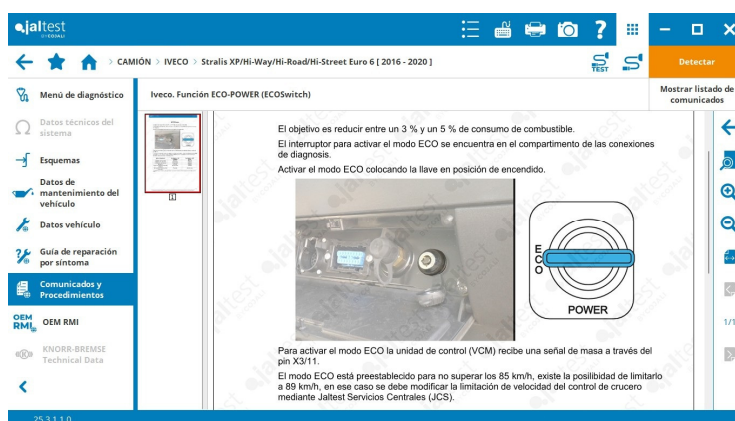 jaltest
BY COJALI
CAMIÓN > IVECO > Stralis XP/Hi-Way/Hi-Road/Hi-Street Euro 6 [ 2016 - 2020 ]
TEST
Detectar
Menú de diagnóstico
Iveco. Función ECO-POWER (ECOSwitch)
Mostrar listado de
comunicados
Datos técnicos del
sistema
Esquemas
Datos de
mantenimiento del
vehículo
Datos vehículo
Guía de reparación
por síntoma
Comunicados y
Procedimientos
OEM
RMI
OEM RMI
KNORR-BREMSE
Technical Data
1
El objetivo es reducir entre un 3 % y un 5 % de consumo de combustible.
El interruptor para activar el modo ECO se encuentra en el compartimento de las conexiones
de diagnosis.
Activar el modo ECO colocando la llave en posición de encendido.
ECO
POWER
Para activar el modo ECO la unidad de control (VCM) recibe una señal de masa a través del
pin X3/11.
El modo ECO está preestablecido para no superar los 85 km/h, existe la posilibidad de limitarlo
a 89 km/h, en ese caso se debe modificar la limitación de velocidad del control de crucero
mediante Jaltest Servicios Centrales (JCS).
1/1
25.3.1.1.0